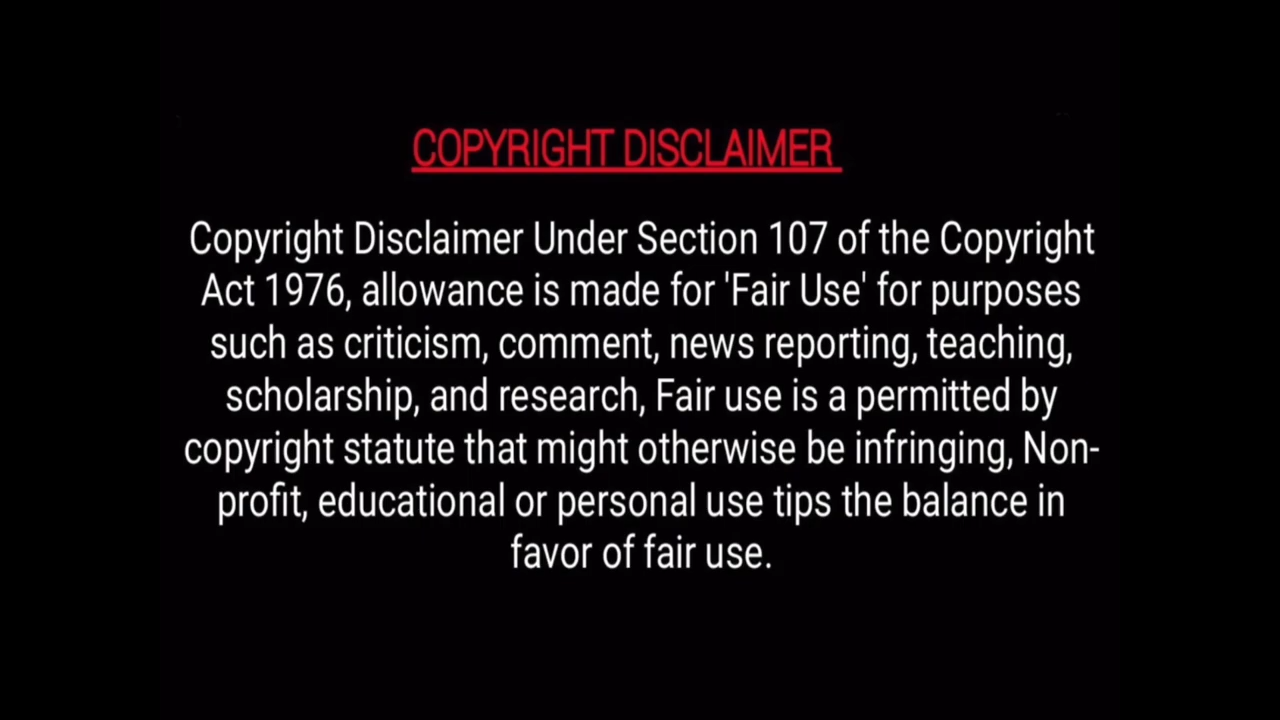 COPYRIGHT DISCLAIMER
Copyright Disclaimer Under Section 107 of the Copyright
Act 1976, allowance is made for 'Fair Use' for purposes
such as criticism, comment, news reporting, teaching,
scholarship, and research, Fair use is a permitted by
copyright statute that might otherwise be infringing, Non-
profit, educational or personal use tips the balance in
favor of fair use.